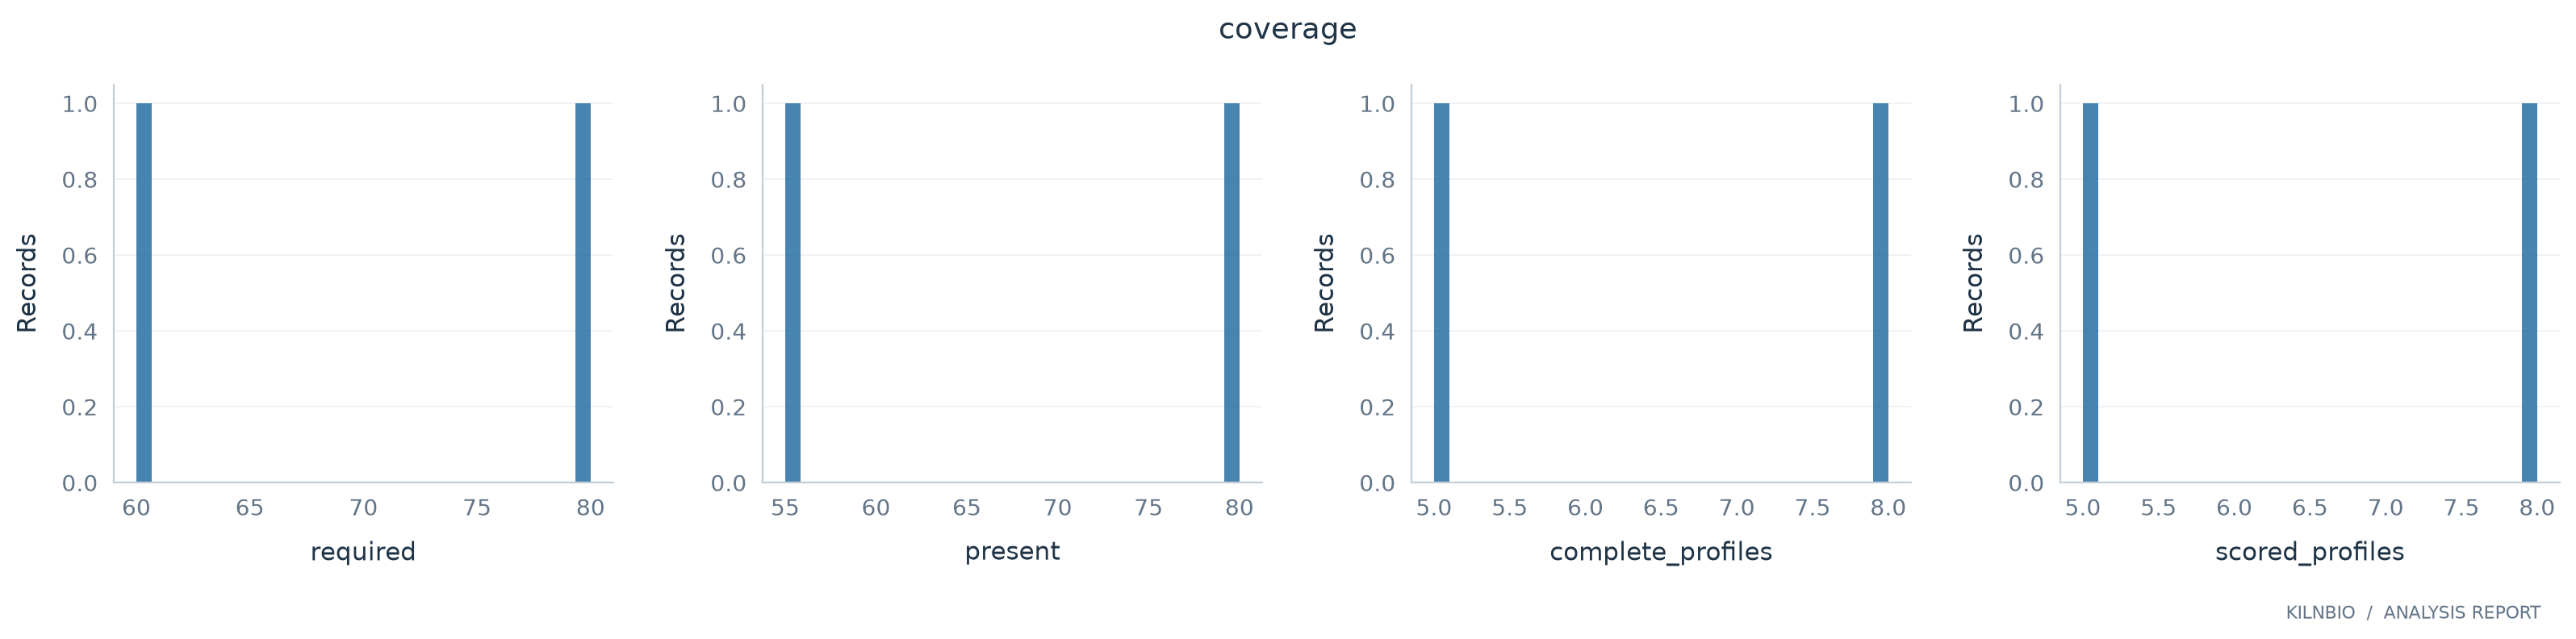 coverage
1.0
0.8
0.6
0.4
0.2
0.0
Records
60 65 70 75 80
required
1.0
0.8
0.6
0.4
0.2
0.0
Records
55 60 65 70 75 80
present
1.0
0.8
0.6
0.4
0.2
0.0
Records
5.0 5.5 6.0 6.5 7.0 7.5 8.0
complete_profiles
1.0
0.8
0.6
0.4
0.2
0.0
Records
5.0 5.5 6.0 6.5 7.0 7.5 8.0
scored_profiles
KILNBIO / ANALYSIS REPORT